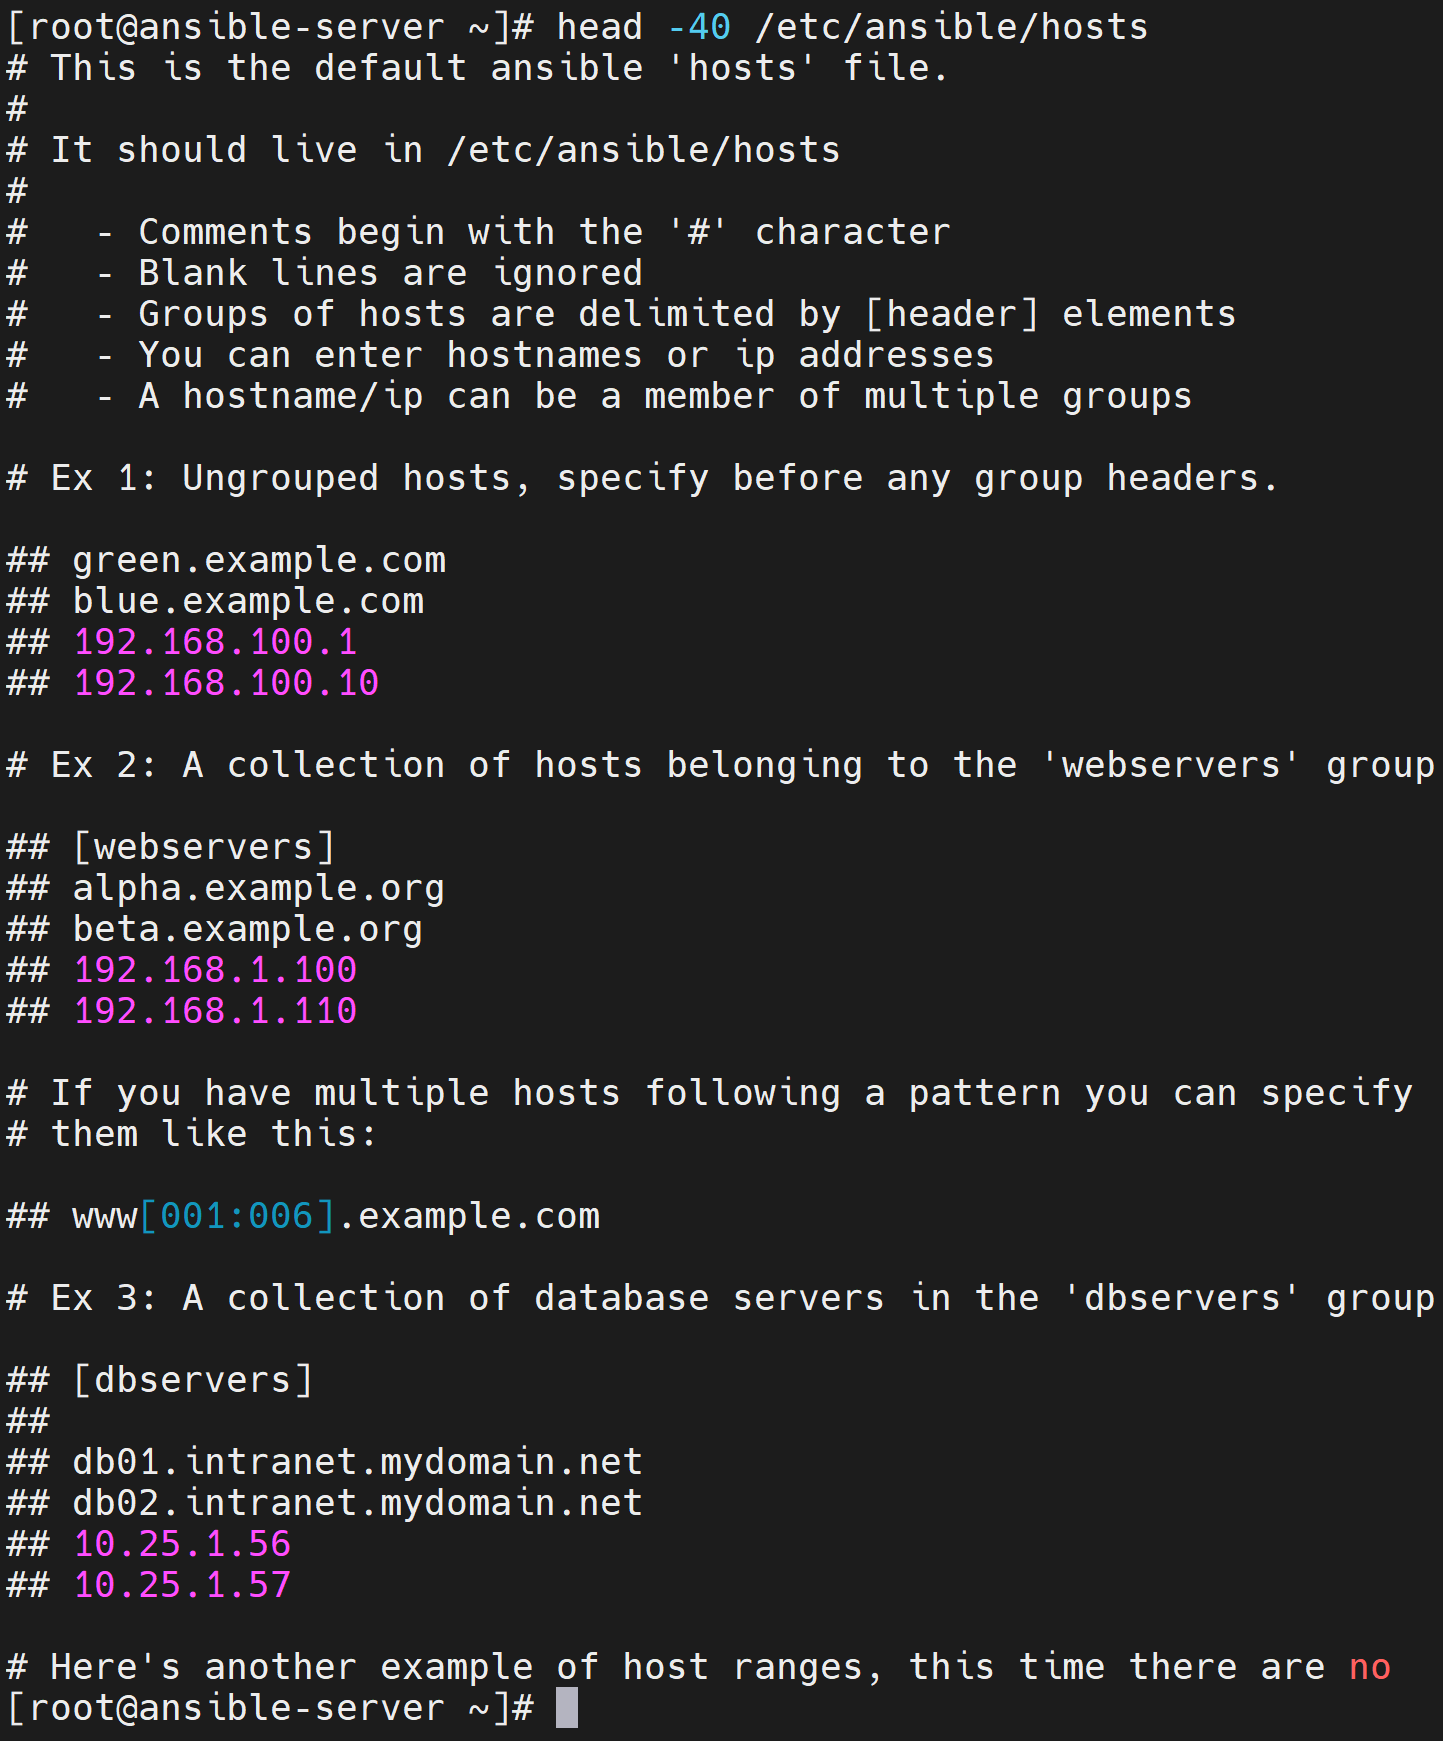 [root@ansible-server ~]# head -40 /etc/ansible/hosts
# This is the default ansible 'hosts' file.
#
# It should live in /etc/ansible/hosts
#
#   - Comments begin with the '#' character
#   - Blank lines are ignored
#   - Groups of hosts are delimited by [header] elements
#   - You can enter hostnames or ip addresses
#   - A hostname/ip can be a member of multiple groups

# Ex 1: Ungrouped hosts, specify before any group headers.

## green.example.com
## blue.example.com
## 192.168.100.1
## 192.168.100.10

# Ex 2: A collection of hosts belonging to the 'webservers' group

## [webservers]
## alpha.example.org
## beta.example.org
## 192.168.1.100
## 192.168.1.110

# If you have multiple hosts following a pattern you can specify
# them like this:

## www[001:006].example.com

# Ex 3: A collection of database servers in the 'dbservers' group

## [dbservers]
##
## db01.intranet.mydomain.net
## db02.intranet.mydomain.net
## 10.25.1.56
## 10.25.1.57

# Here's another example of host ranges, this time there are no
[root@ansible-server ~]#